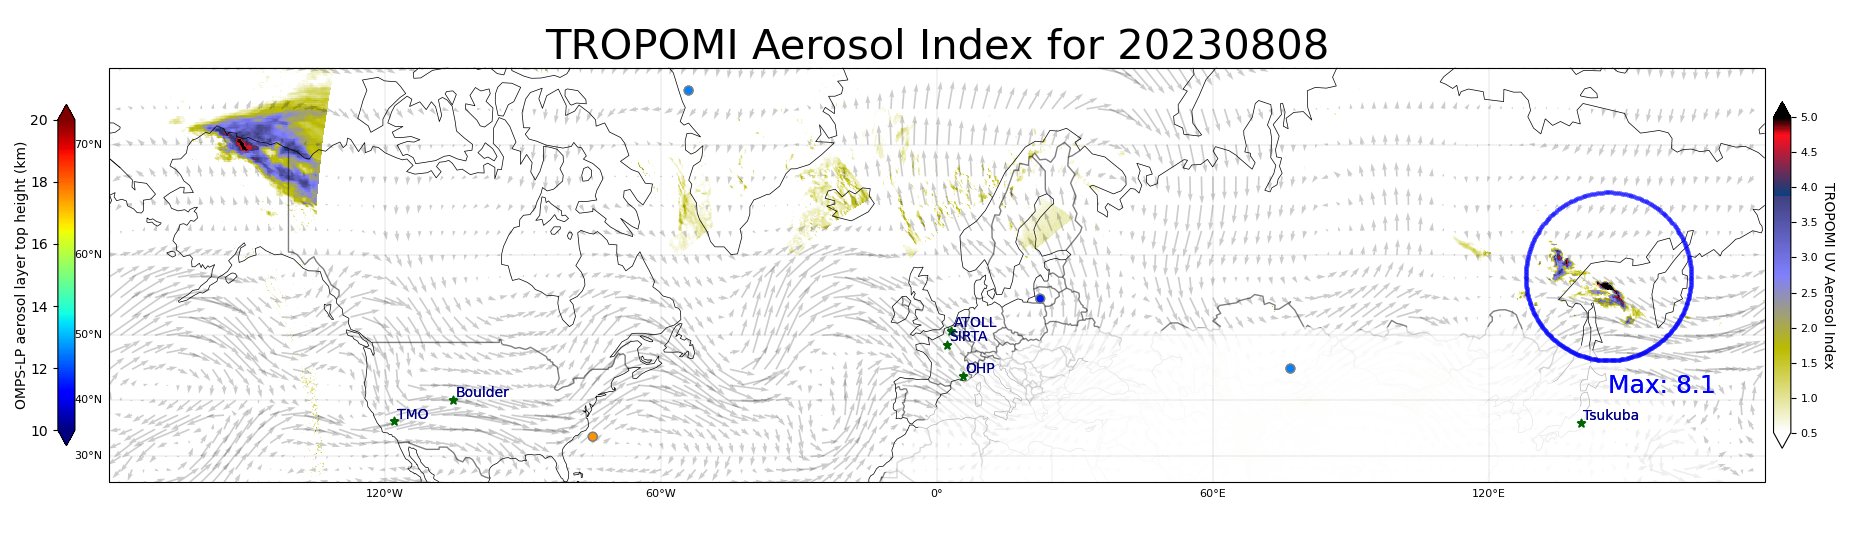 TROPOMI Aerosol Index for 20230808
OMPS-LP aerosol layer top height (km)
20
18
16
14
12
10
70°N
60°N
50°N
40°N
30°N
120°W
60°W
0°
60°E
120°E
ATOLL
SIRTA
OHP
Boulder
TMO
Tsukuba
Max: 8.1
5.0
4.5
4.0
3.5
3.0
2.5
2.0
1.5
1.0
0.5
TROPOMI UV Aerosol Index